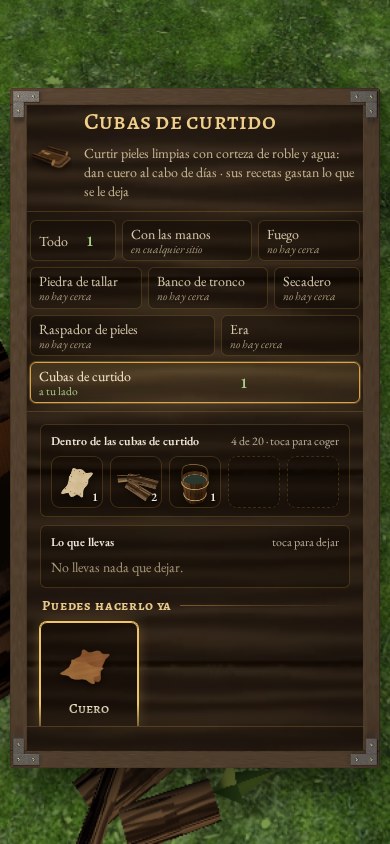 Cubas de curtido
Curtir pieles limpias con corteza de roble y agua:
dan cuero al cabo de días · sus recetas gastan lo que
se le deja
Todo 1
Con las manos
en cualquier sitio
Fuego
no hay cerca
Piedra de tallar
no hay cerca
Banco de tronco
no hay cerca
Secadero
no hay cerca
Raspador de pieles
no hay cerca
Era
no hay cerca
Cubas de curtido
a tu lado
1
Dentro de las cubas de curtido 4 de 20 · toca para coger
1 2 1
Lo que llevas toca para dejar
No llevas nada que dejar.
Puedes hacerlo ya
Cuero